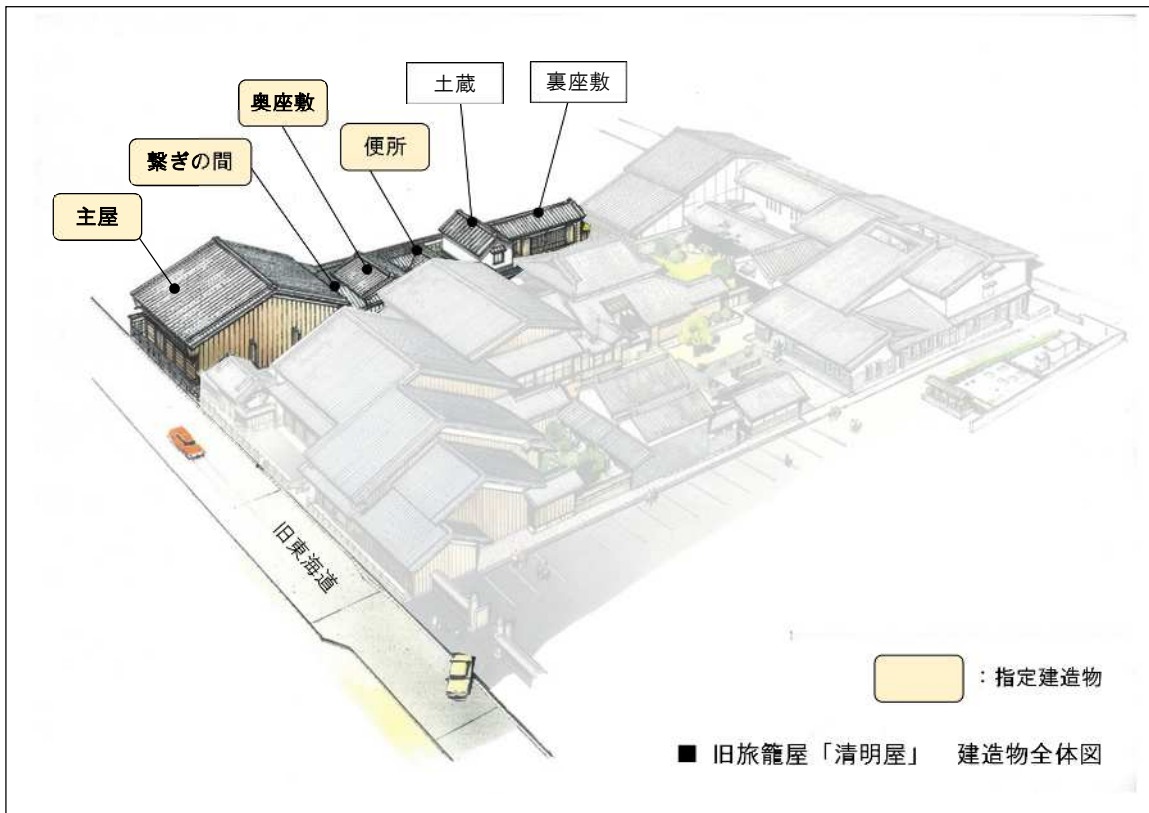 土蔵
裏座敷
奥座敷
便所
繋ぎの間
主屋
旧東海道
：指定建造物
■ 旧旅籠屋「清明屋」　建造物全体図